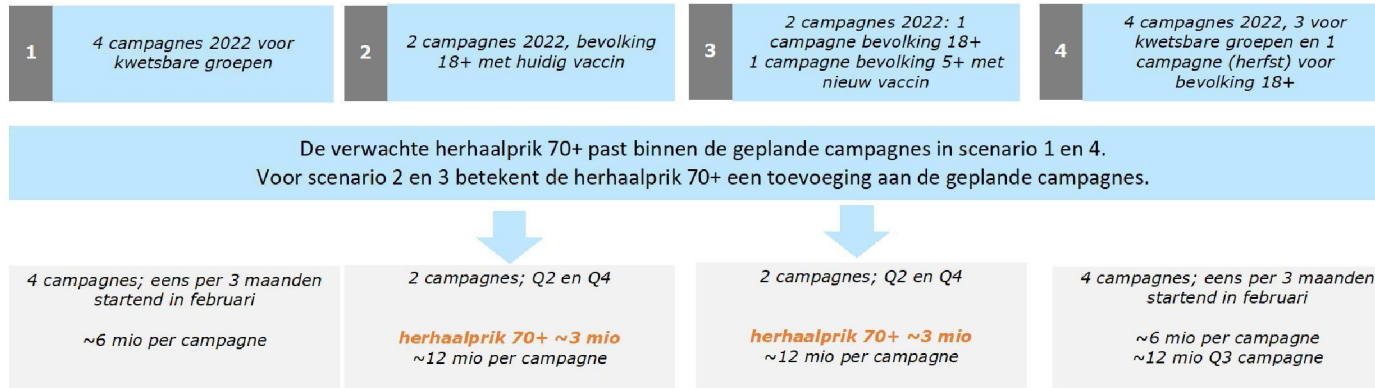 1
4 campagnes 2022 voor
kwetsbare groepen
2
2 campagnes 2022, bevolking
18+ met huidig vaccin
3
2 campagnes 2022: 1
campagne bevolking 18+
1 campagne bevolking 5+ met
nieuw vaccin
4
4 campagnes 2022, 3 voor
kwetsbare groepen en 1
campagne (herfst) voor
bevolking 18+
De verwachte herhaalprik 70+ past binnen de geplande campagnes in scenario 1 en 4.
Voor scenario 2 en 3 betekent de herhaalprik 70+ een toevoeging aan de geplande campagnes.
4 campagnes; eens per 3 maanden
startend in februari
~6 mio per campagne
2 campagnes; Q2 en Q4
herhaalprik 70+ ~3 mio
~12 mio per campagne
2 campagnes; Q2 en Q4
herhaalprik 70+ ~3 mio
~12 mio per campagne
4 campagnes; eens per 3 maanden
startend in februari
~6 mio per campagne
~12 mio Q3 campagne